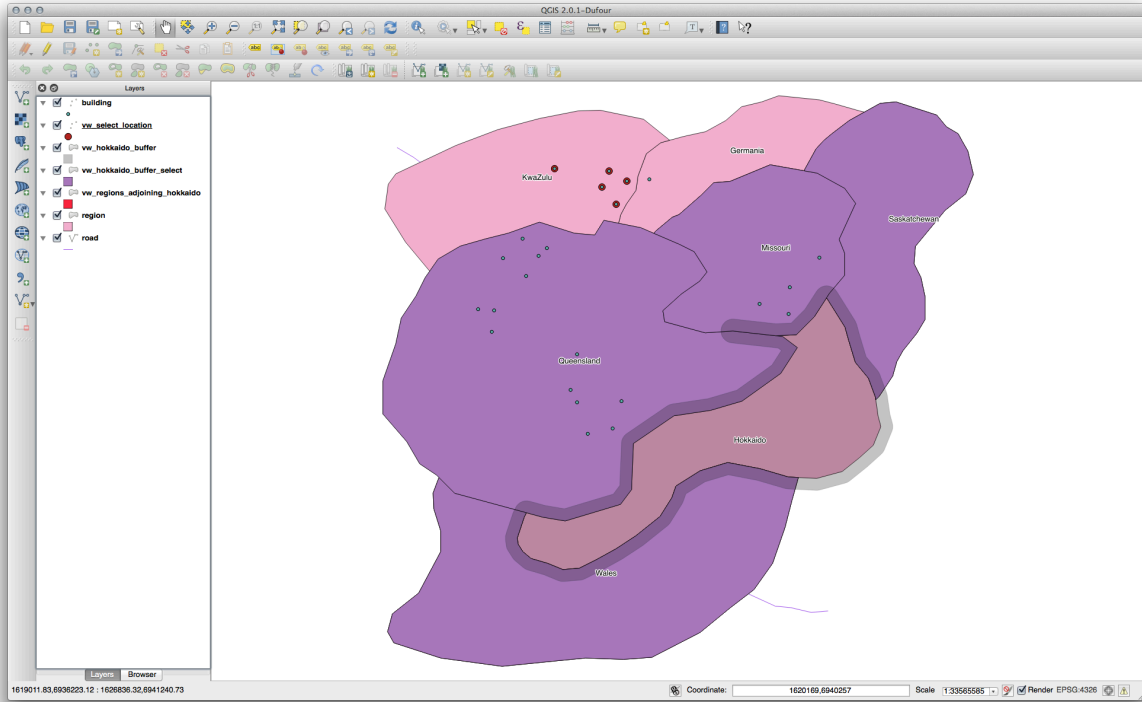 QGIS 2.0.1-Dufour
Layers
building
vw_select_location
vw_hokkaido_buffer
vw_hokkaido_buffer_select
vw_regions_adjoining_hokkaido
region
road
Germania
KwaZulu
Saskatchewan
Missouri
Queensland
Hokkaido
Wales
Layers Browser
1619011.83,6936223.12 : 1626836.32,6941240.73 Coordinate: 1620169,6940257 Scale 1:33565585 Render EPSG:4326